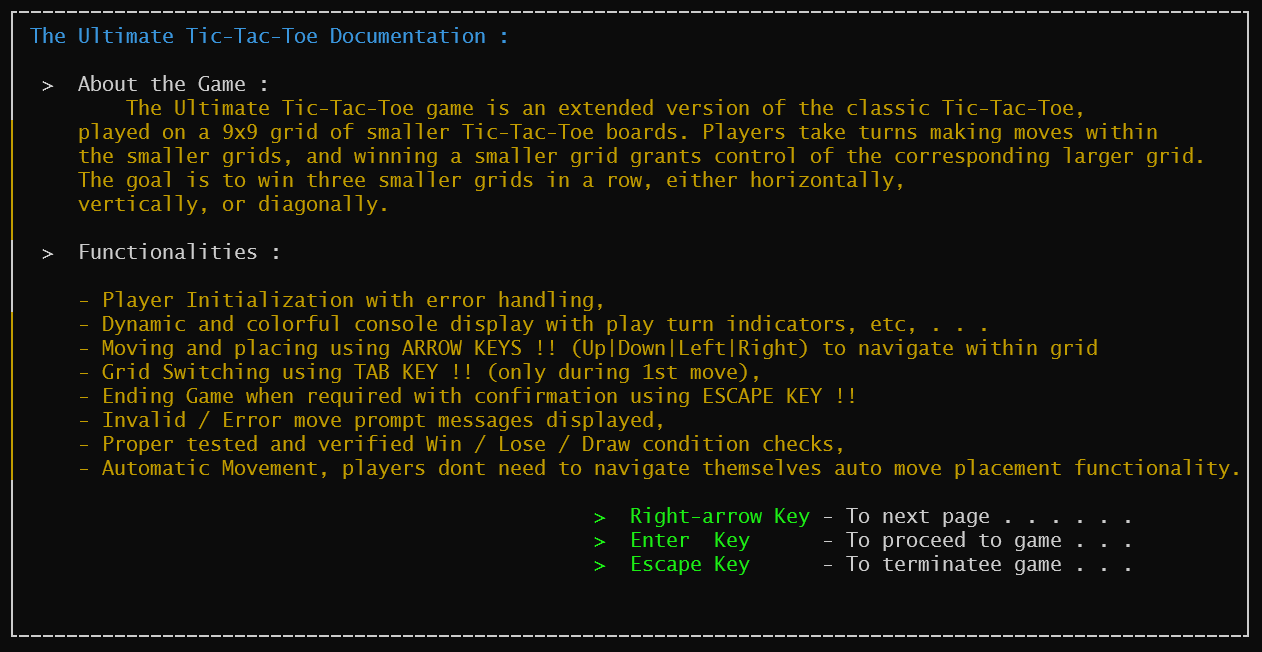 The Ultimate Tic-Tac-Toe Documentation :
> About the Game :
The Ultimate Tic-Tac-Toe game is an extended version of the classic Tic-Tac-Toe,
played on a 9x9 grid of smaller Tic-Tac-Toe boards. Players take turns making moves within
the smaller grids, and winning a smaller grid grants control of the corresponding larger grid.
The goal is to win three smaller grids in a row, either horizontally,
vertically, or diagonally.
> Functionalities :
- Player Initialization with error handling,
- Dynamic and colorful console display with play turn indicators, etc, . . .
- Moving and placing using ARROW KEYS !! (Up|Down|Left|Right) to navigate within grid
- Grid Switching using TAB KEY !! (only during 1st move),
- Ending Game when required with confirmation using ESCAPE KEY !!
- Invalid / Error move prompt messages displayed,
- Proper tested and verified Win / Lose / Draw condition checks,
- Automatic Movement, players dont need to navigate themselves auto move placement functionality.
> Right-arrow Key - To next page . . . . . .
> Enter Key - To proceed to game . . .
> Escape Key - To terminatee game . . .